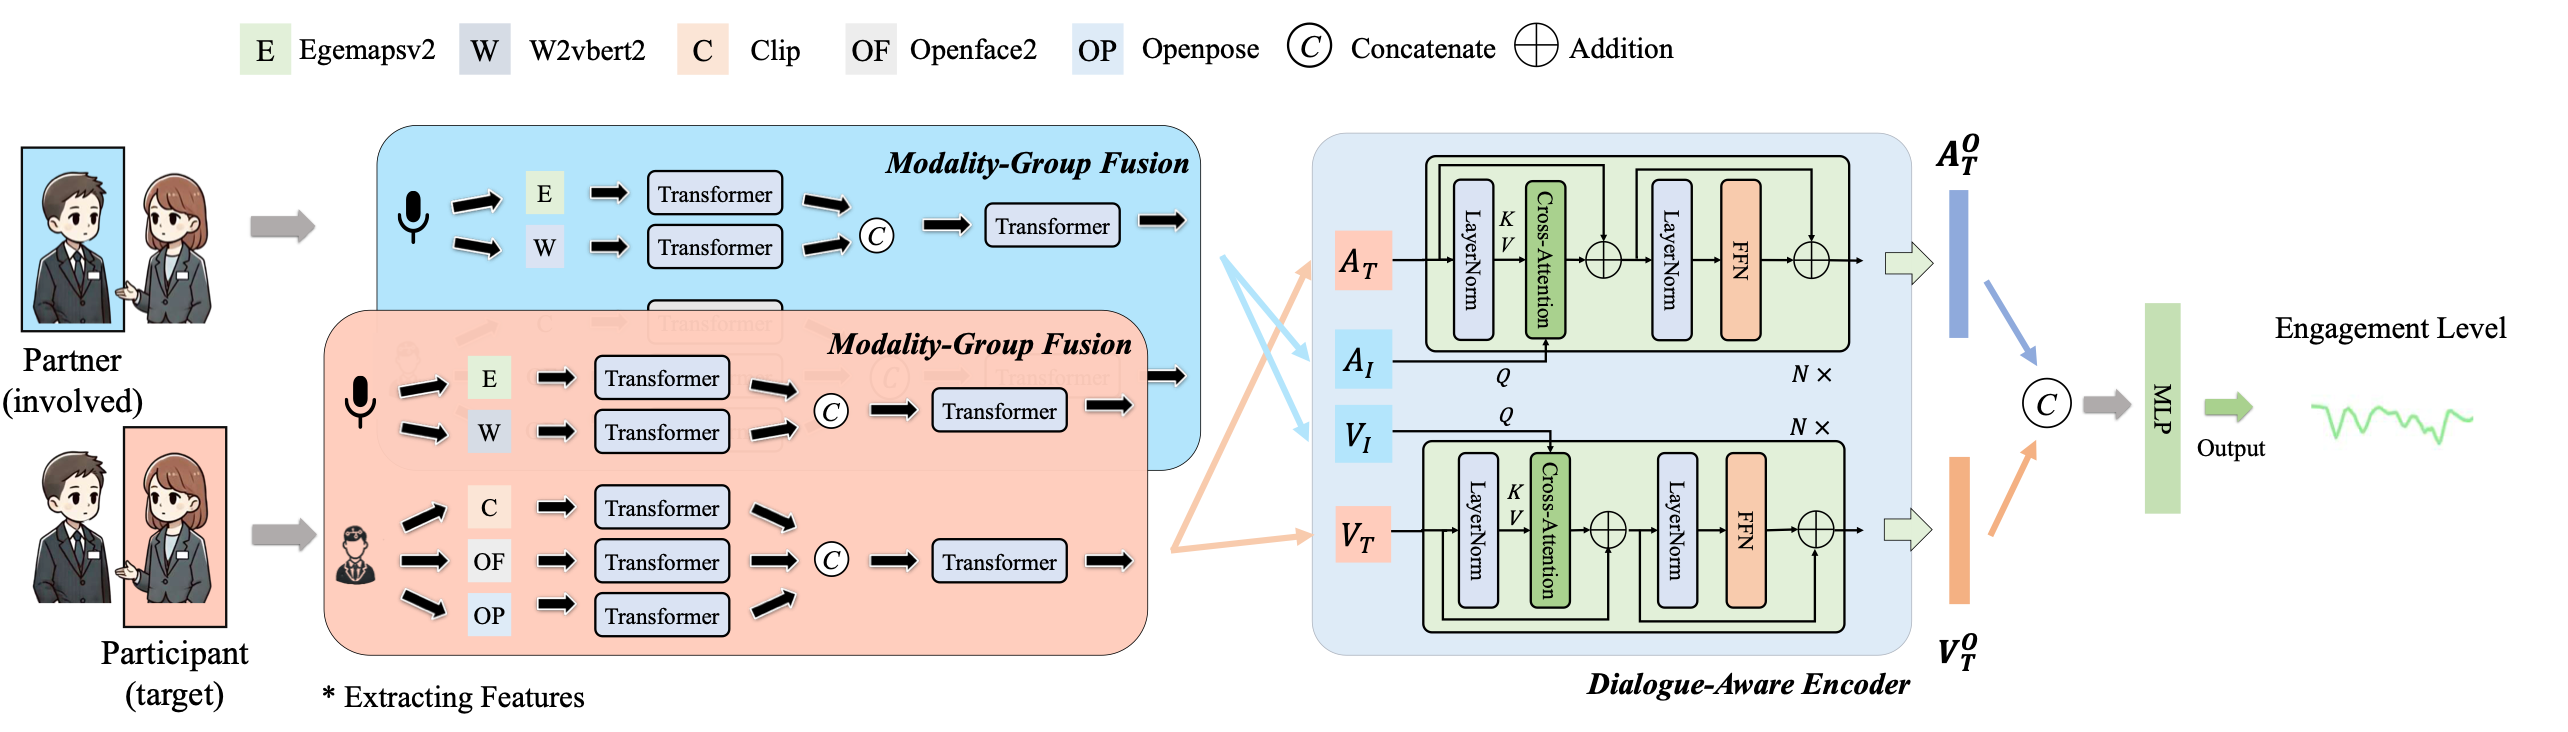 E Egemapsv2 W W2vbert2 C Clip OF Openface2 OP Openpose C Concatenate Addition
Partner
(involved)
Participant
(target)
Modality-Group Fusion
E Transformer
W Transformer
C Transformer
C Transformer
C Transformer
Modality-Group Fusion
E Transformer
W Transformer
C Transformer
C Transformer
OF Transformer
OP Transformer
C Transformer
* Extracting Features
A_T
A_I
V_I
V_T
LayerNorm
K
V
Cross-Attention
LayerNorm
FFN
Q
N ×
Q
N ×
LayerNorm
K
V
Cross-Attention
LayerNorm
FFN
Dialogue-Aware Encoder
A_T^O
V_T^O
C
MLP
Output
Engagement Level